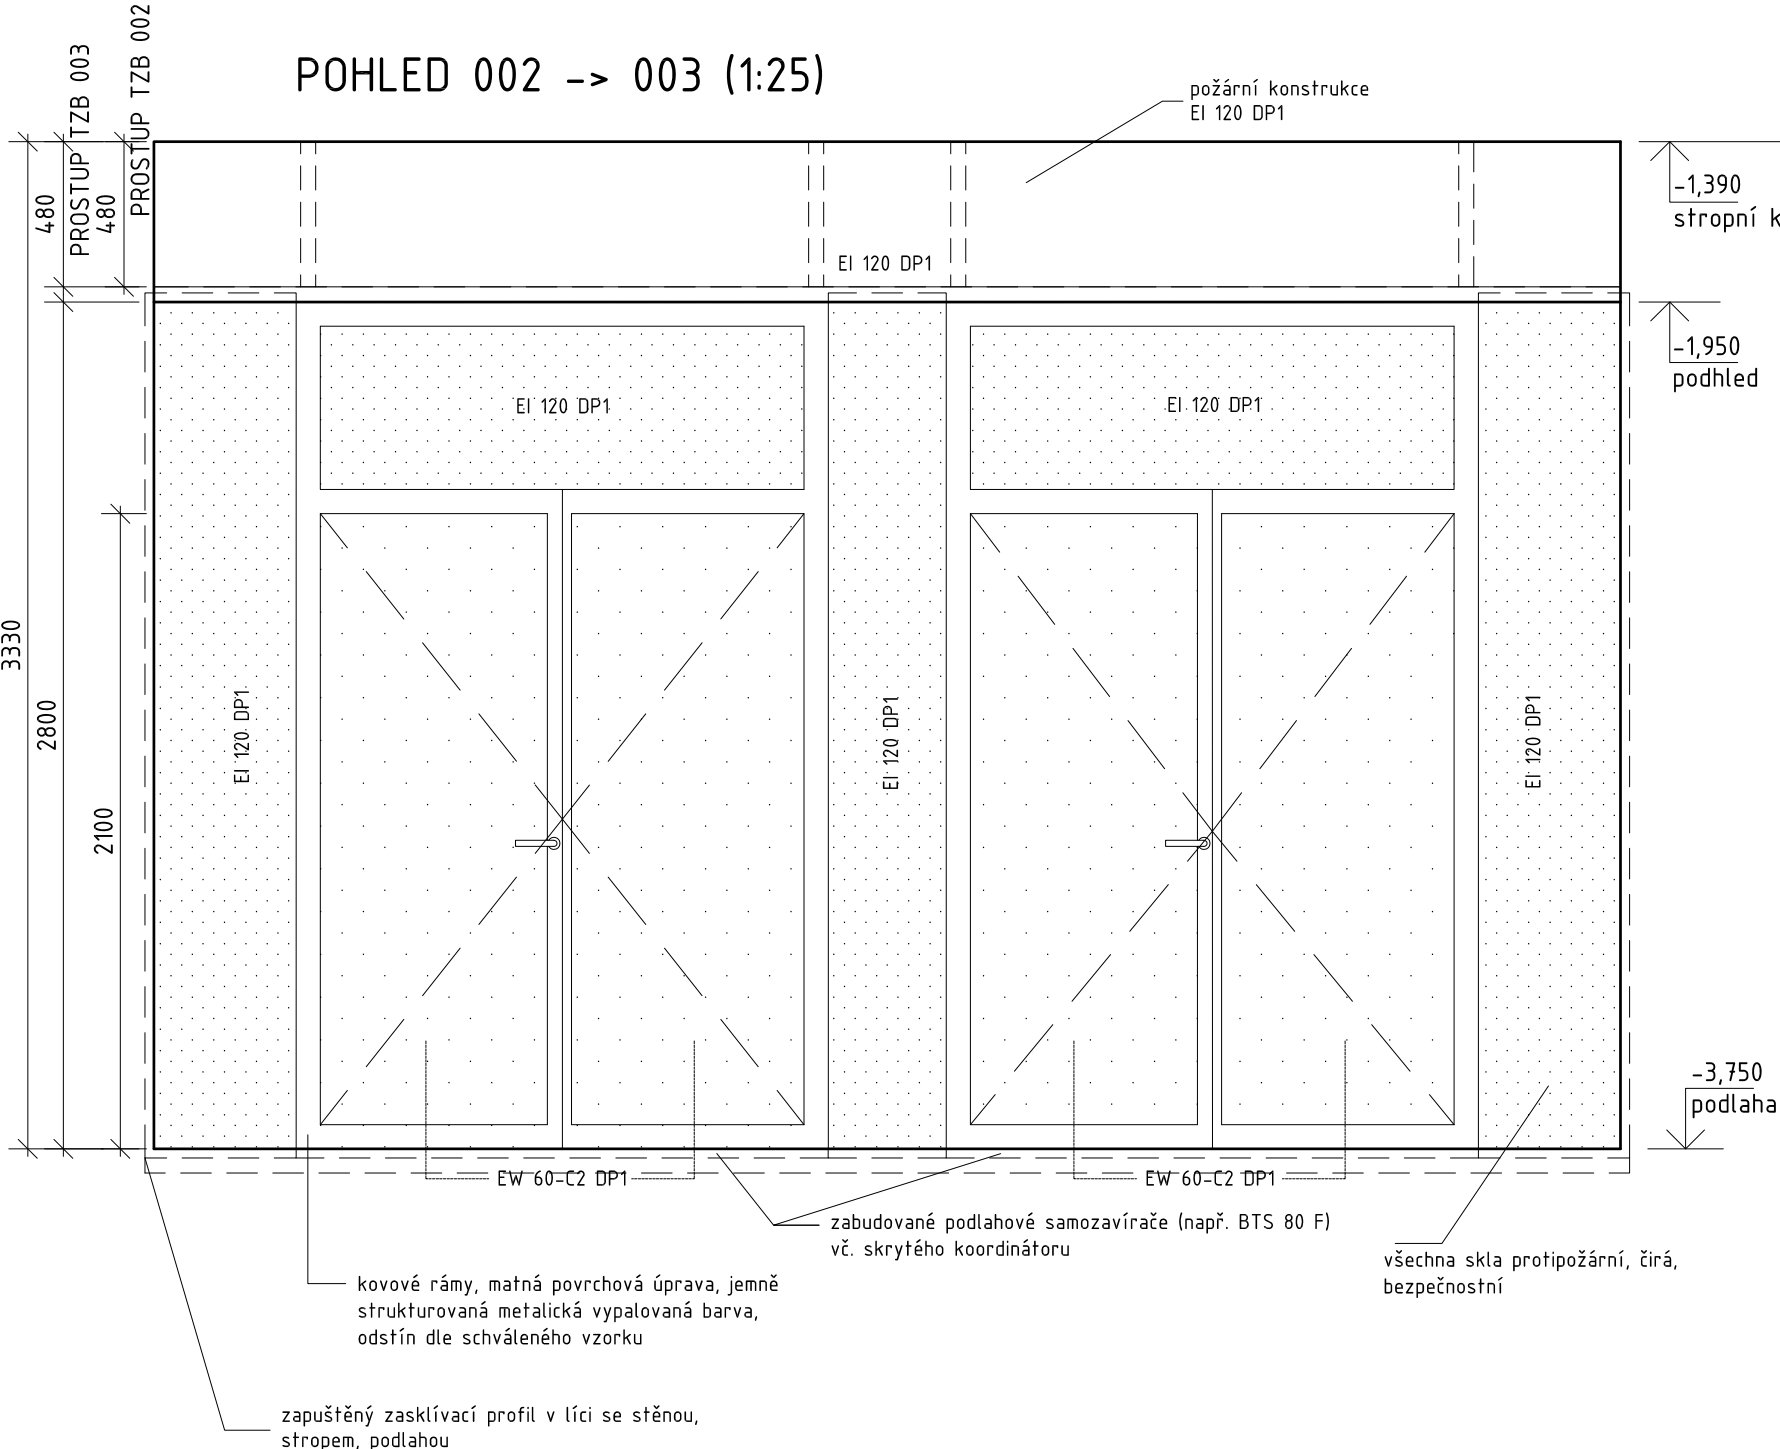 POHLED 002 -> 003 (1:25)
PROSTUP TZB 003
PROSTUP TZB 002
480
480
3330
2800
2100
požární konstrukce
EI 120 DP1
-1,390
stropní k
EI 120 DP1
-1,950
podhled
EI 120 DP1
EI 120 DP1
EI 120 DP1
EI 120 DP1
EI 120 DP1
-3,750
podlaha
EW 60-C2 DP1
EW 60-C2 DP1
zabudované podlahové samozavírače (např. BTS 80 F)
vč. skrytého koordinátoru
všechna skla protipožární, čirá,
bezpečnostní
kovové rámy, matná povrchová úprava, jemně
strukturovaná metalická vypalovaná barva,
odstín dle schváleného vzorku
zapuštěný zasklívací profil v líci se stěnou,
stropem, podlahou